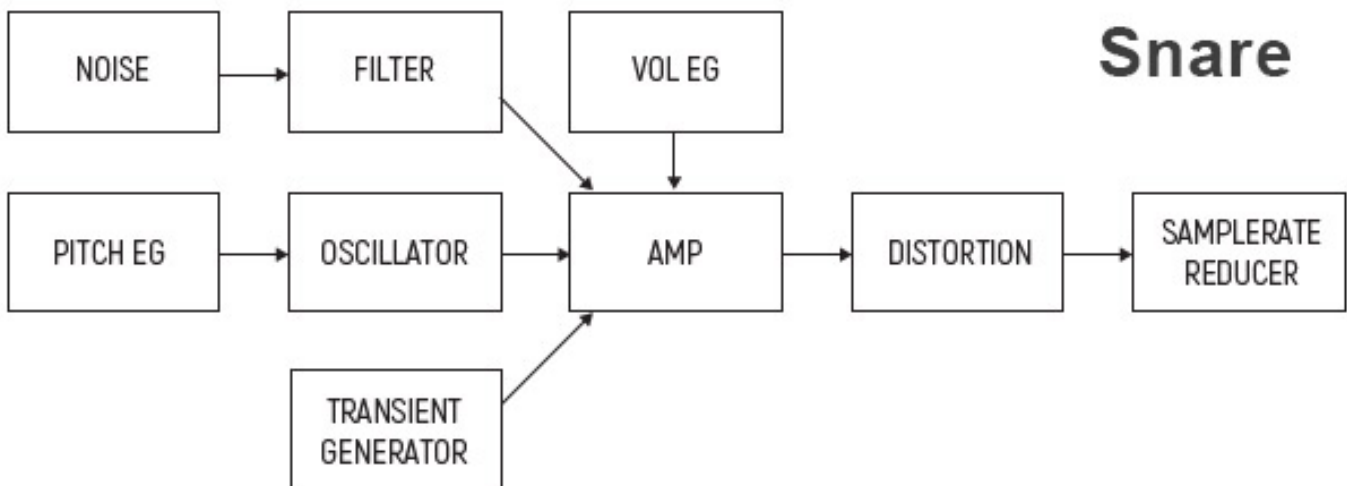 Snare
NOISE
FILTER
VOL EG
PITCH EG
OSCILLATOR
AMP
DISTORTION
SAMPLERATE
REDUCER
TRANSIENT
GENERATOR